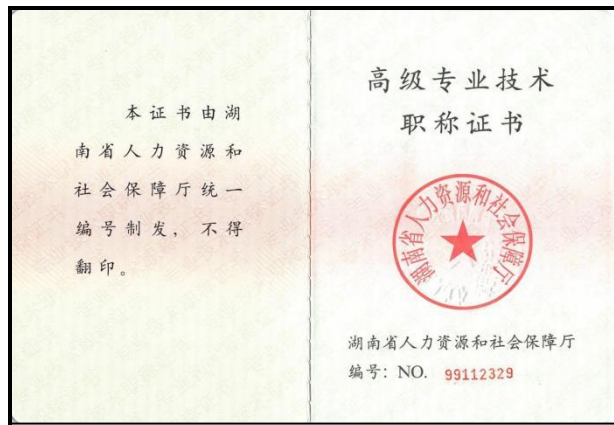 本证书由湖
南省人力资源和
社会保障厅统一
编号制发，不得
翻印。
高级专业技术
职称证书
湖南省人力资源和社会保障厅
湖南省人力资源和社会保障厅
编号：NO. 99112329